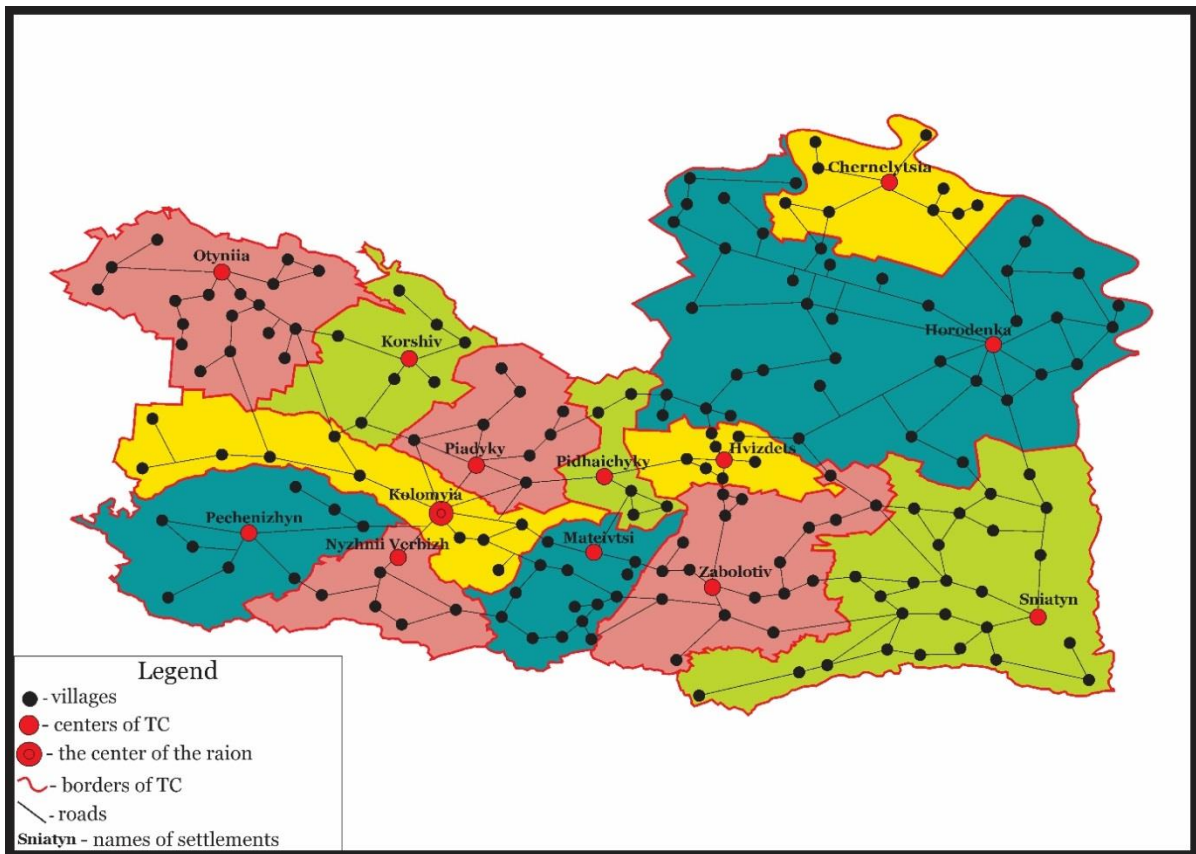 Chernelytsia
Otyniia
Horodenka
Korshiv
Piadyky
Hvizdets
Pidhaichyky
Kolomyia
Pechenizhyn
Nyzhnii Verbizh
Mateivtsi
Zabolotiv
Sniatyn
Legend
- villages
- centers of TC
- the center of the raion
- borders of TC
- roads
Sniatyn - names of settlements